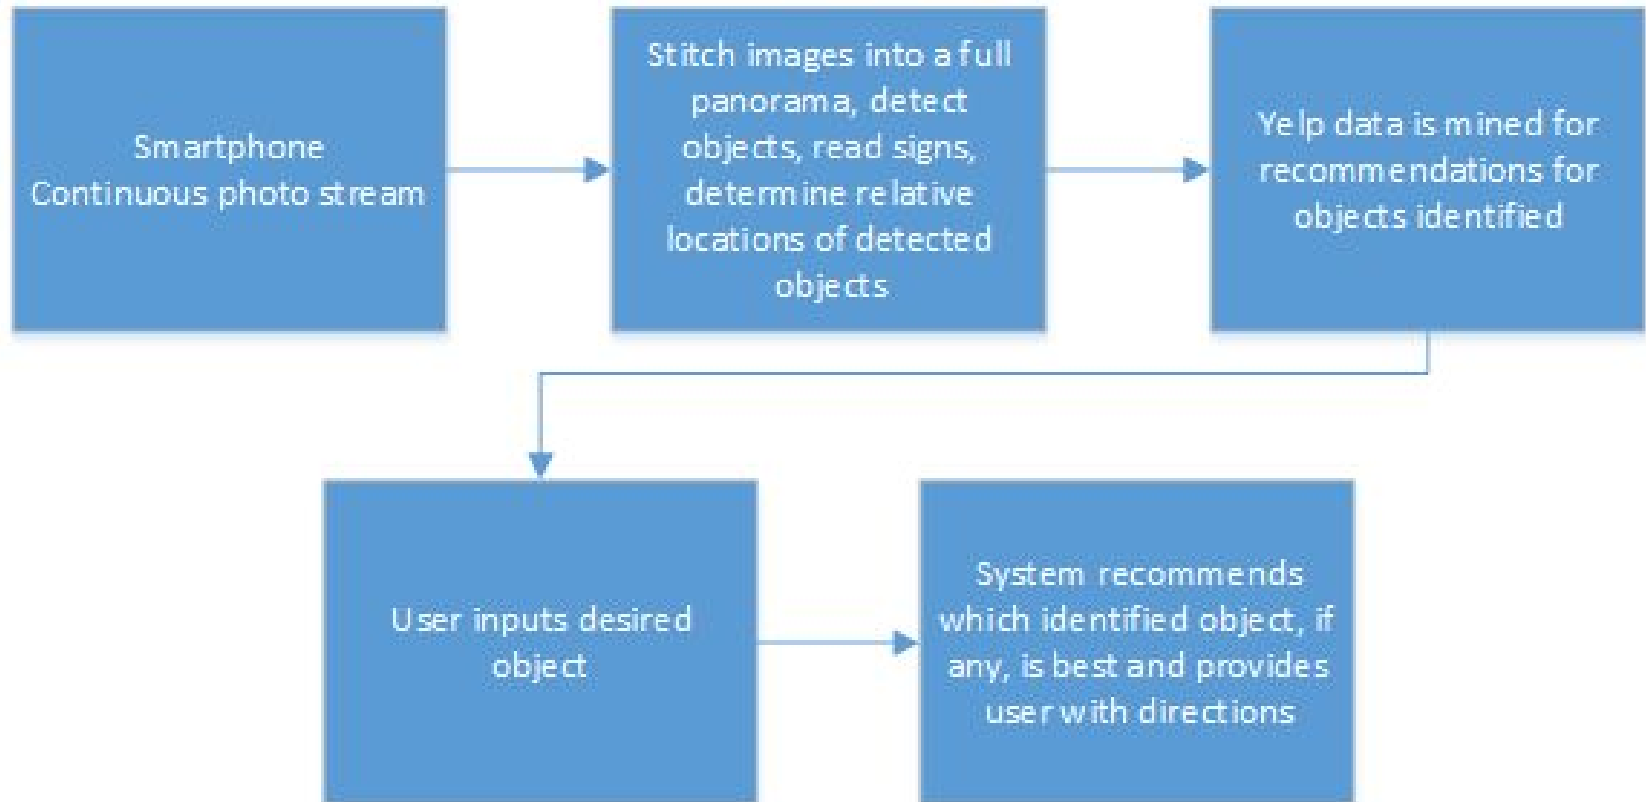 Smartphone
Continuous photo stream
Stitch images into a full
panorama, detect
objects, read signs,
determine relative
locations of detected
objects
Yelp data is mined for
recommendations for
objects identified
User inputs desired
object
System recommends
which identified object, if
any, is best and provides
user with directions